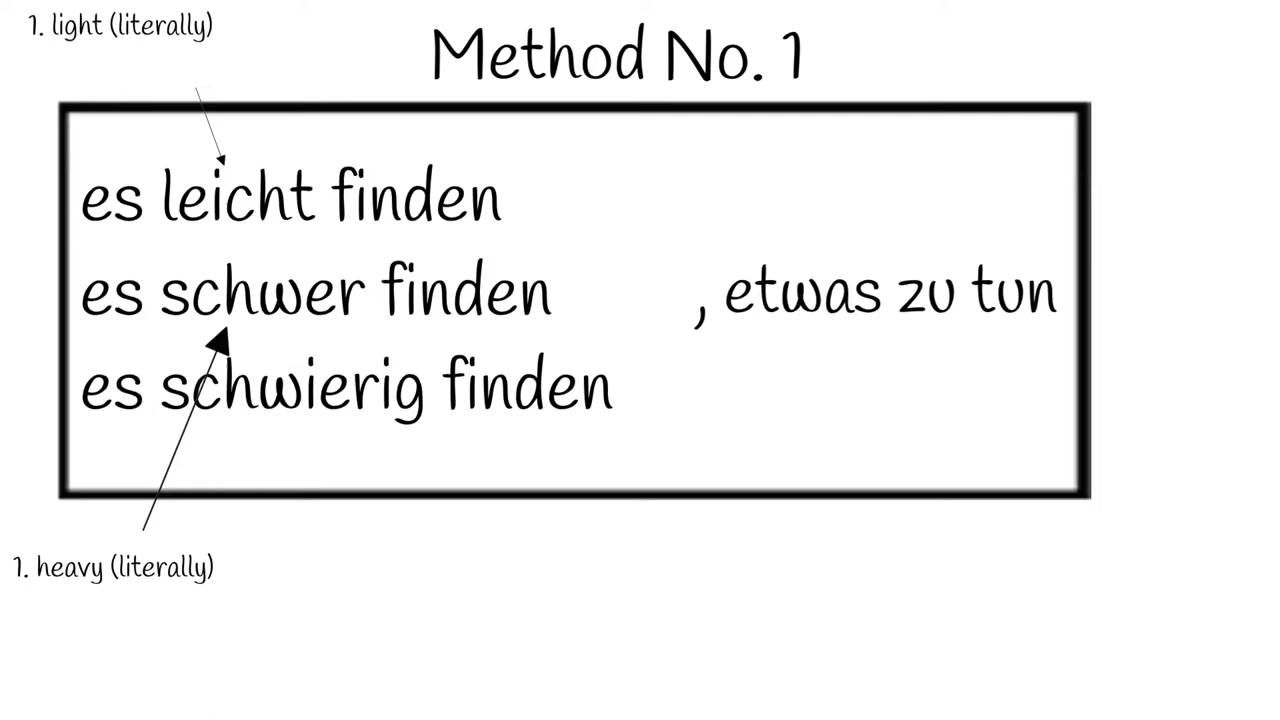 1. light (literally)
Method No. 1
es leicht finden
es schwer finden , etwas zu tun
es schwierig finden
1. heavy (literally)